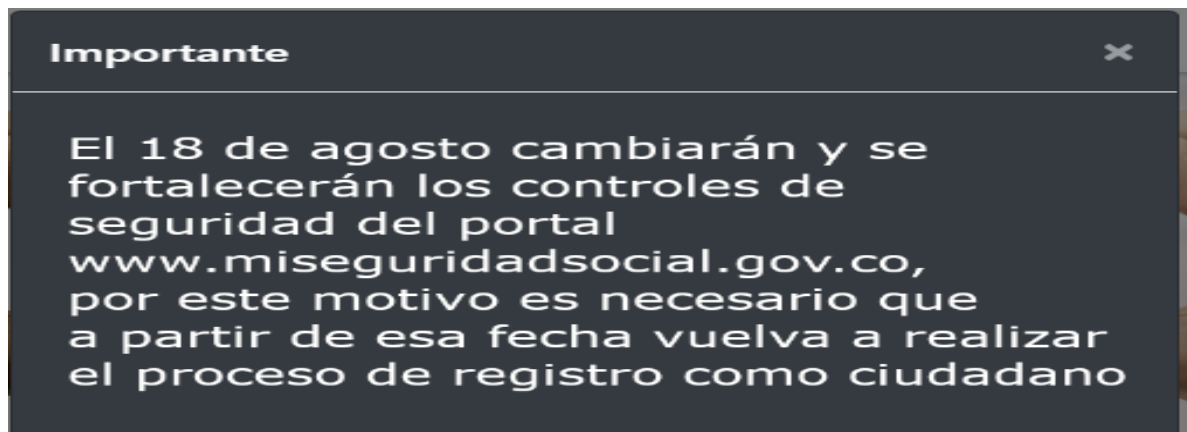 Importante
El 18 de agosto cambiarán y se
fortalecerán los controles de
seguridad del portal
www.miseguridadsocial.gov.co,
por este motivo es necesario que
a partir de esa fecha vuelva a realizar
el proceso de registro como ciudadano